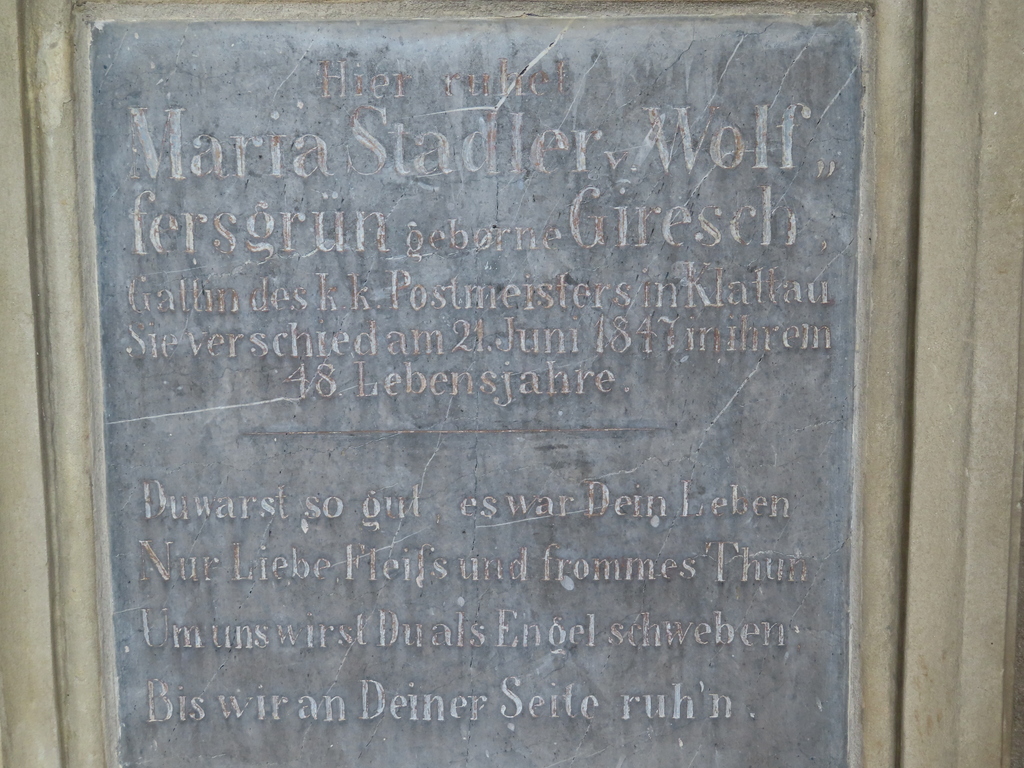 Hier ruhet
Maria Stadler v. Wolf„
fersgrün geborne Giresch,
Gattin des k. k. Postmeisters in Klattau
Sie verschied am 21. Juni 1847 in ihrem
48. Lebensjahre.
Du warst so gut, es war Dein Leben
Nur Liebe, Fleiſs und frommes Thun
Um uns wirst Du als Engel schweben
Bis wir an Deiner Seite ruh'n.